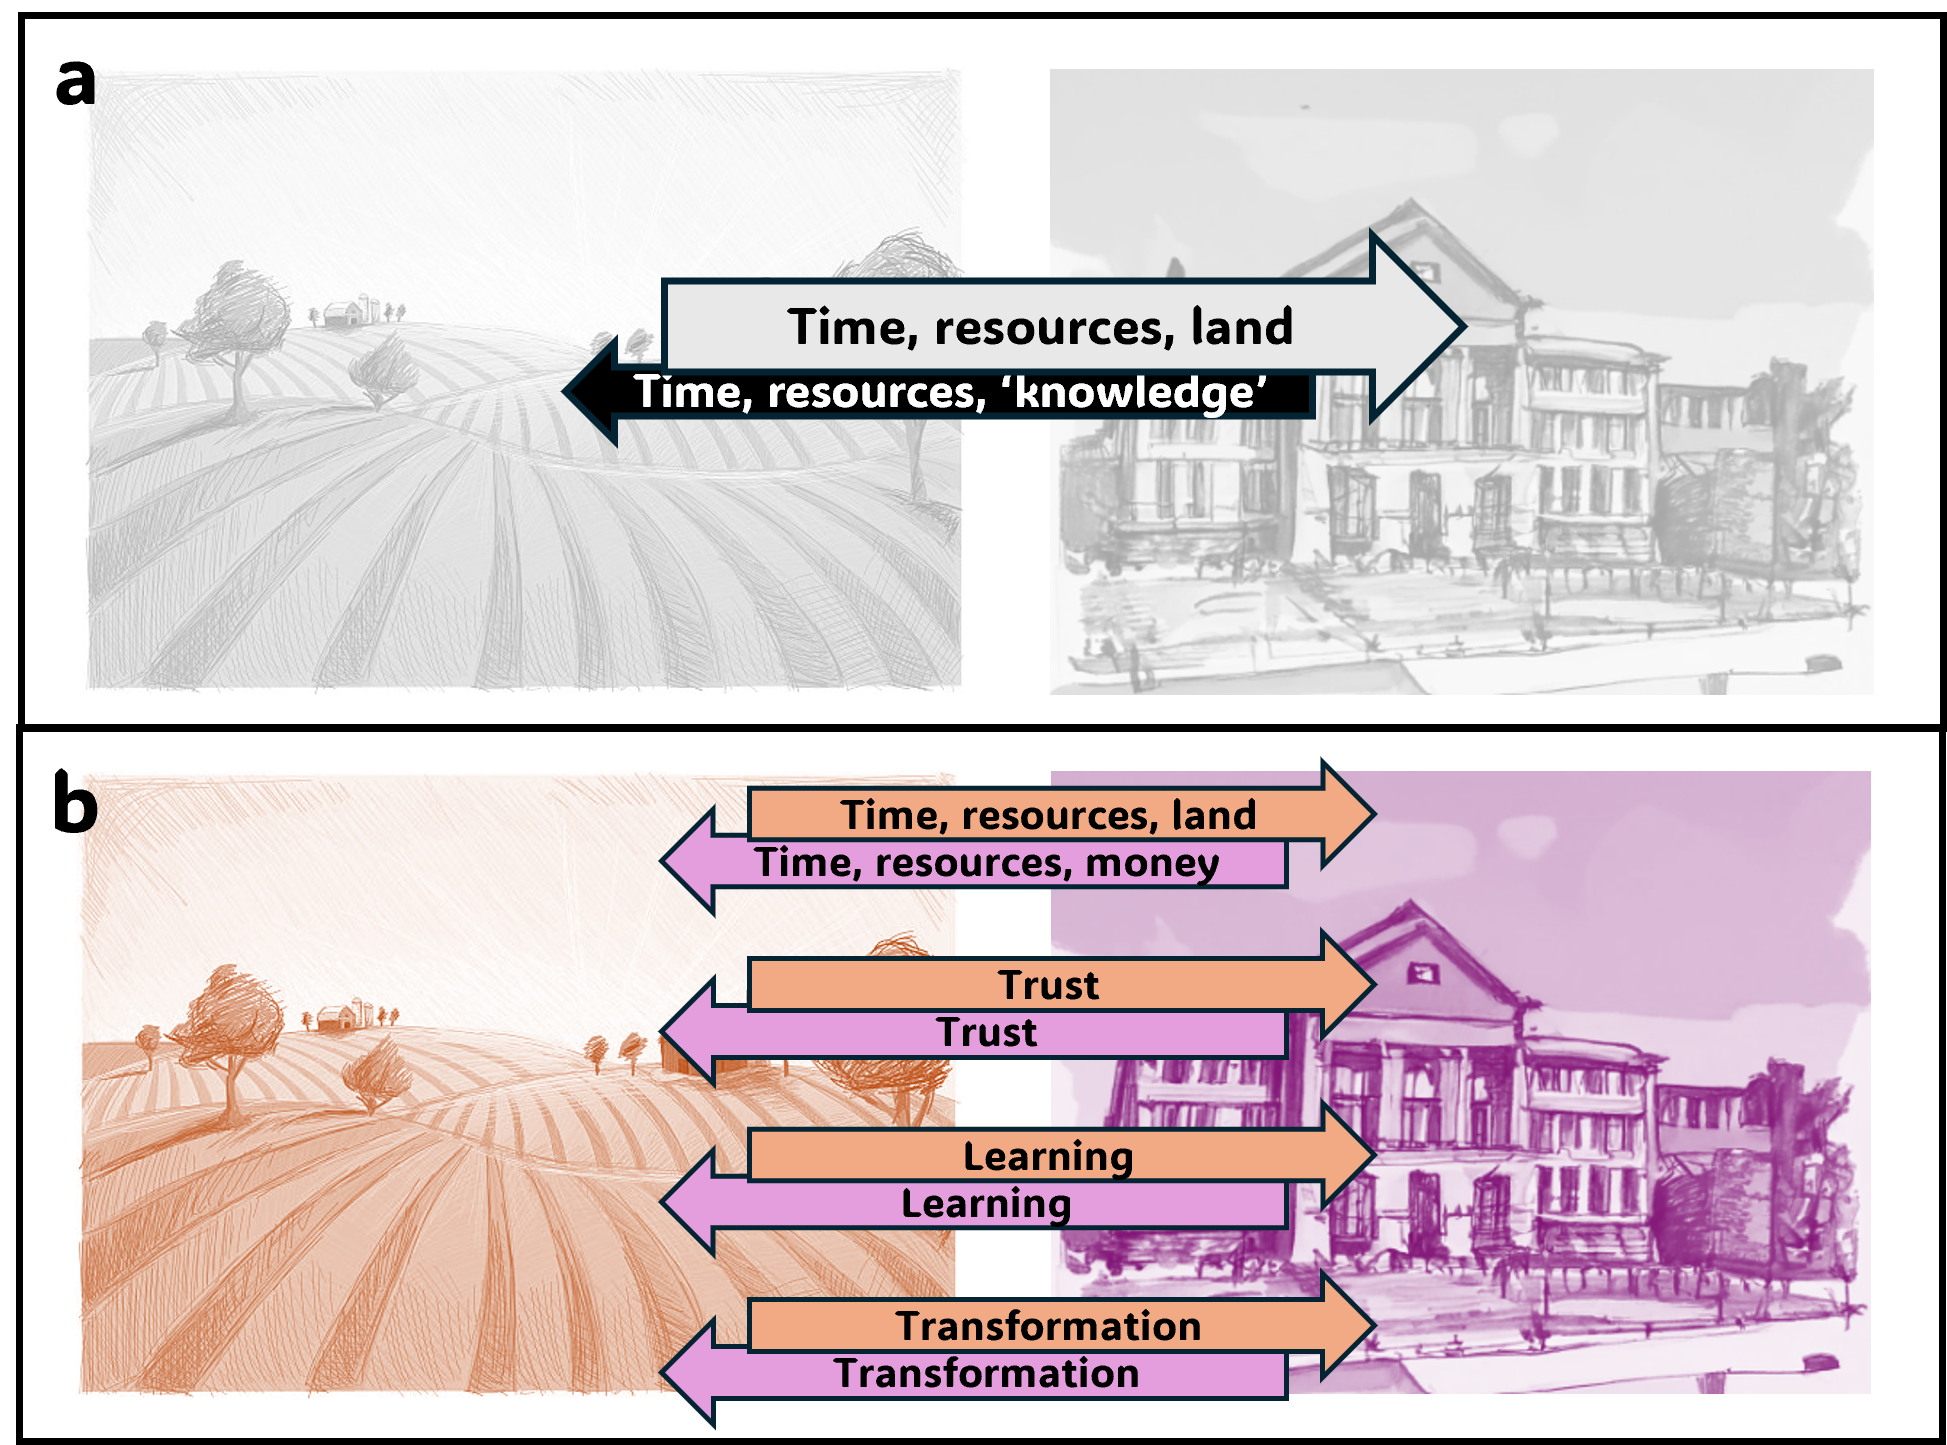 a
Time, resources, land
Time, resources, ‘knowledge’
b
Time, resources, land
Time, resources, money
Trust
Trust
Learning
Learning
Transformation
Transformation